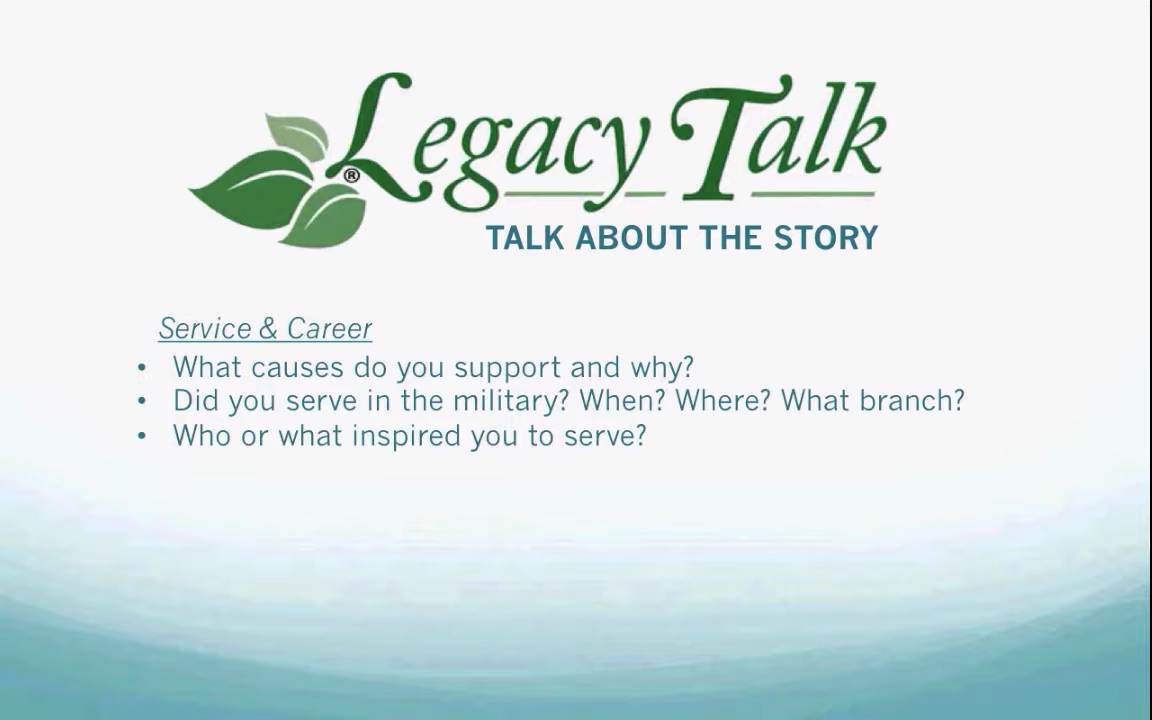 Legacy Talk
®
TALK ABOUT THE STORY
Service & Career
• What causes do you support and why?
• Did you serve in the military? When? Where? What branch?
• Who or what inspired you to serve?